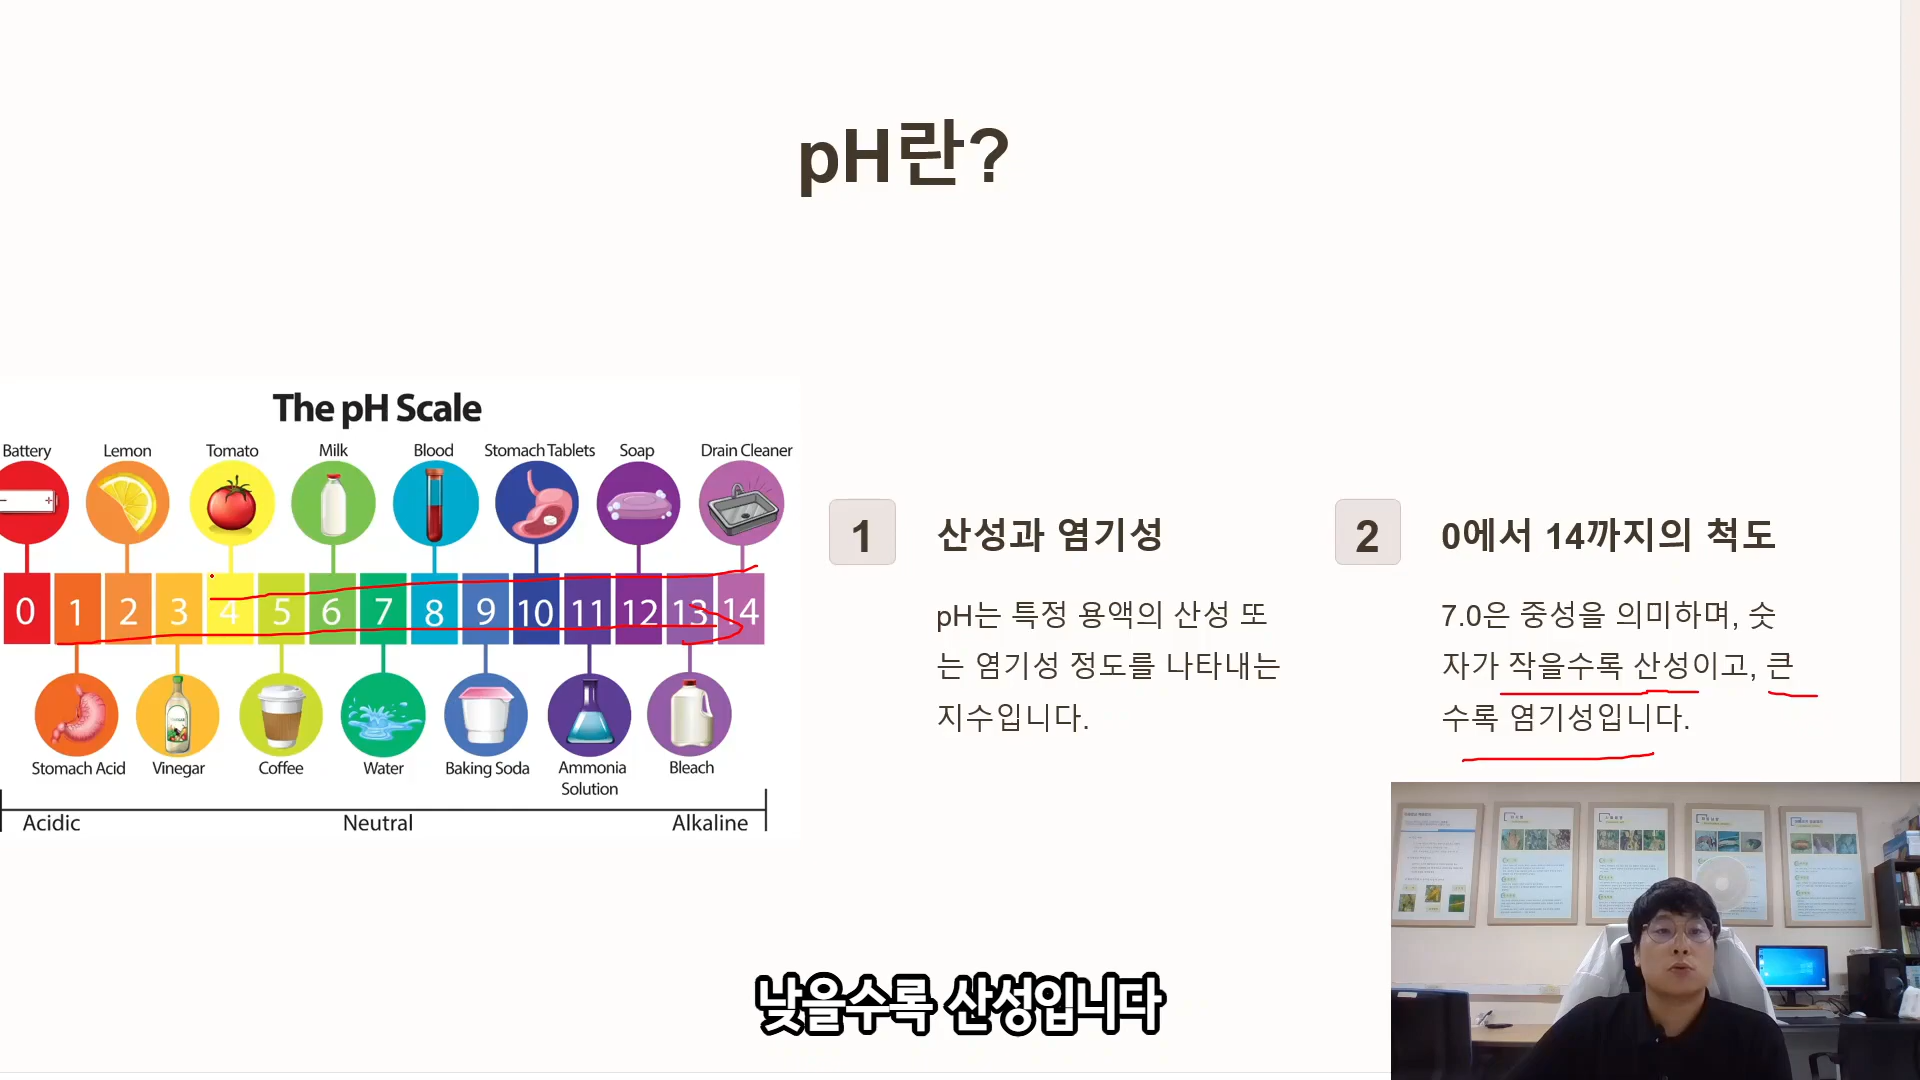 pH란?
The pH Scale
Battery Lemon Tomato Milk Blood Stomach Tablets Soap Drain Cleaner
0 1 2 3 4 5 6 7 8 9 10 11 12 13 14
Stomach Acid Vinegar Coffee Water Baking Soda Ammonia Solution Bleach
Acidic Neutral Alkaline
1 산성과 염기성
pH는 특정 용액의 산성 또
는 염기성 정도를 나타내는
지수입니다.
2 0에서 14까지의 척도
7.0은 중성을 의미하며, 숫
자가 작을수록 산성이고, 큰
수록 염기성입니다.
낮을수록 산성입니다